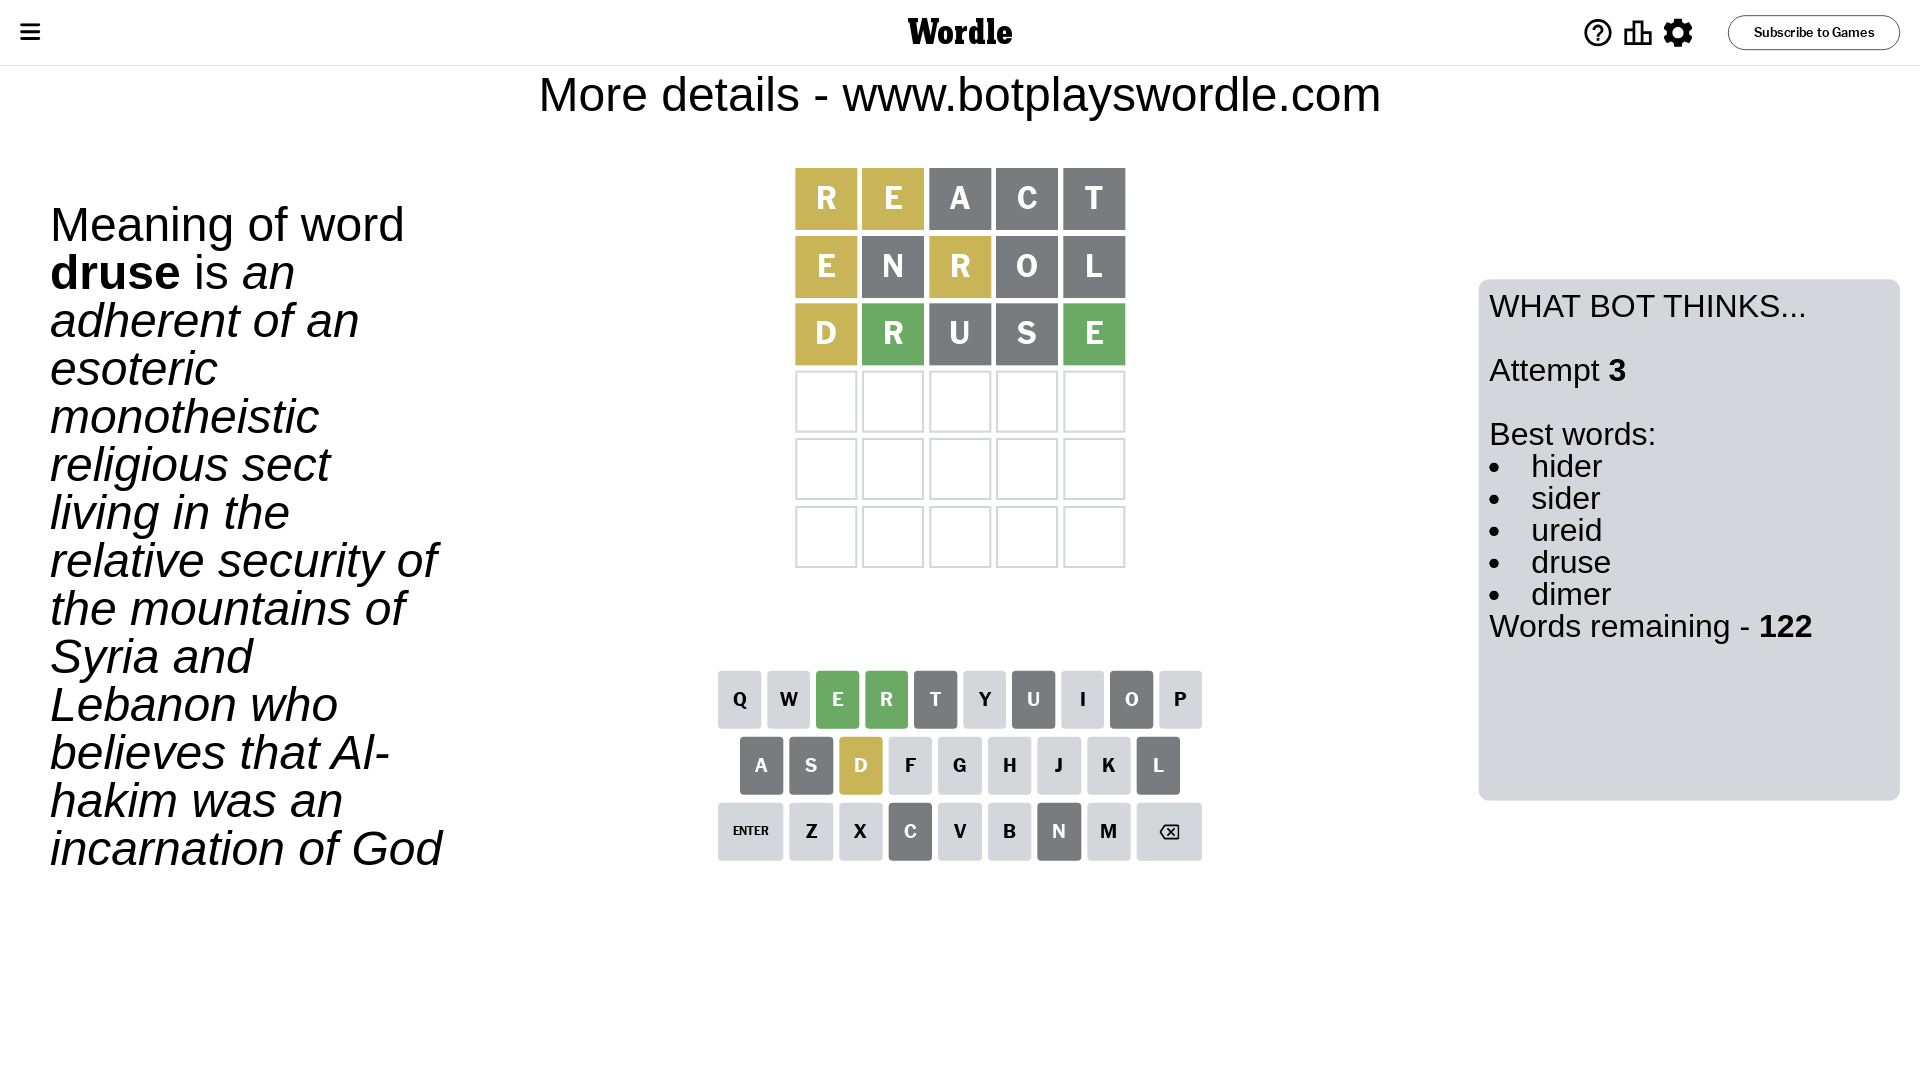 Wordle
Subscribe to Games
More details - www.botplayswordle.com
Meaning of word
druse is an
adherent of an
esoteric
monotheistic
religious sect
living in the
relative security of
the mountains of
Syria and
Lebanon who
believes that Al-
hakim was an
incarnation of God
R E A C T
E N R O L
D R U S E
Q W E R T Y U I O P
A S D F G H J K L
ENTER Z X C V B N M
WHAT BOT THINKS...
Attempt 3
Best words:
• hider
• sider
• ureid
• druse
• dimer
Words remaining - 122